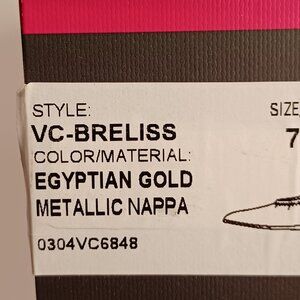 STYLE: SIZE
VC-BRELISS 7
COLOR/MATERIAL:
EGYPTIAN GOLD
METALLIC NAPPA
0304VC6848